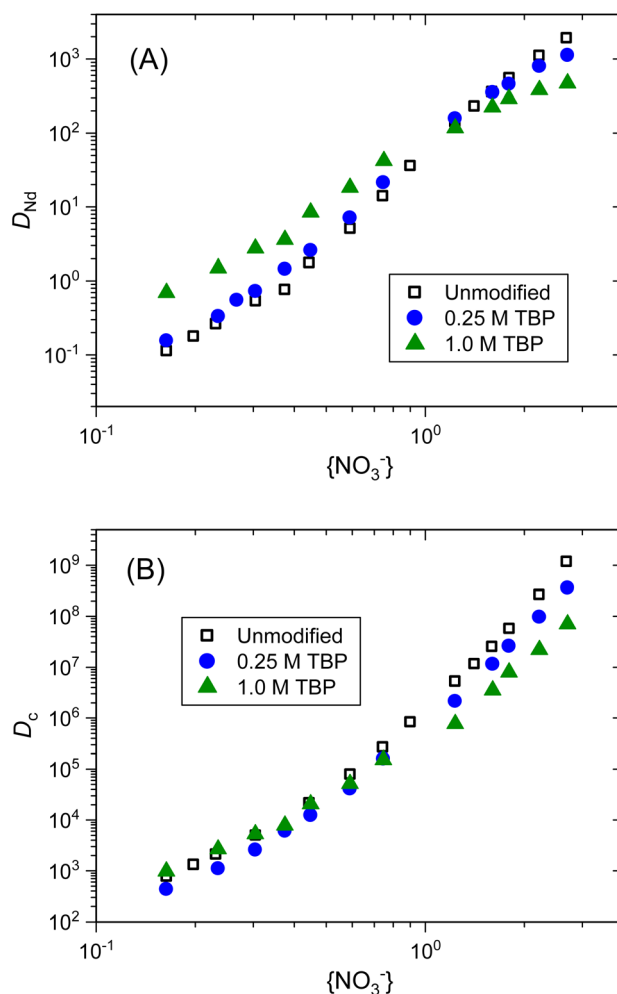 (A)
10³
10²
10¹
10⁰
10⁻¹
D_Nd
Unmodified
0.25 M TBP
1.0 M TBP
10⁻¹
10⁰
{NO₃⁻}
(B)
10⁹
10⁸
10⁷
10⁶
10⁵
10⁴
10³
10²
D_c
Unmodified
0.25 M TBP
1.0 M TBP
10⁻¹
10⁰
{NO₃⁻}